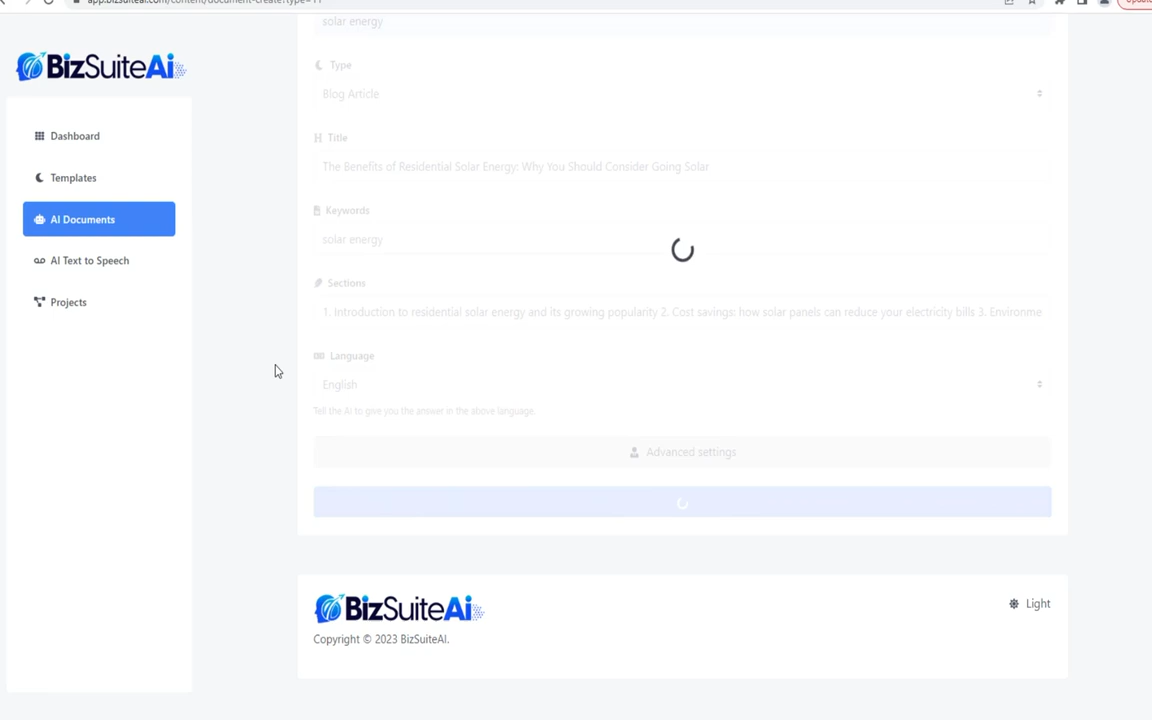 app.bizsuiteai.com/content/document-create?type=11
BizSuiteAi
Dashboard
Templates
AI Documents
AI Text to Speech
Projects
solar energy
Type
Blog Article
Title
The Benefits of Residential Solar Energy: Why You Should Consider Going Solar
Keywords
solar energy
Sections
1. Introduction to residential solar energy and its growing popularity 2. Cost savings: how solar panels can reduce your electricity bills 3. Environme
Language
English
Tell the Ai to give you the answer in the above language.
Advanced settings
BizSuiteAi
Light
Copyright © 2023 BizSuiteAI.